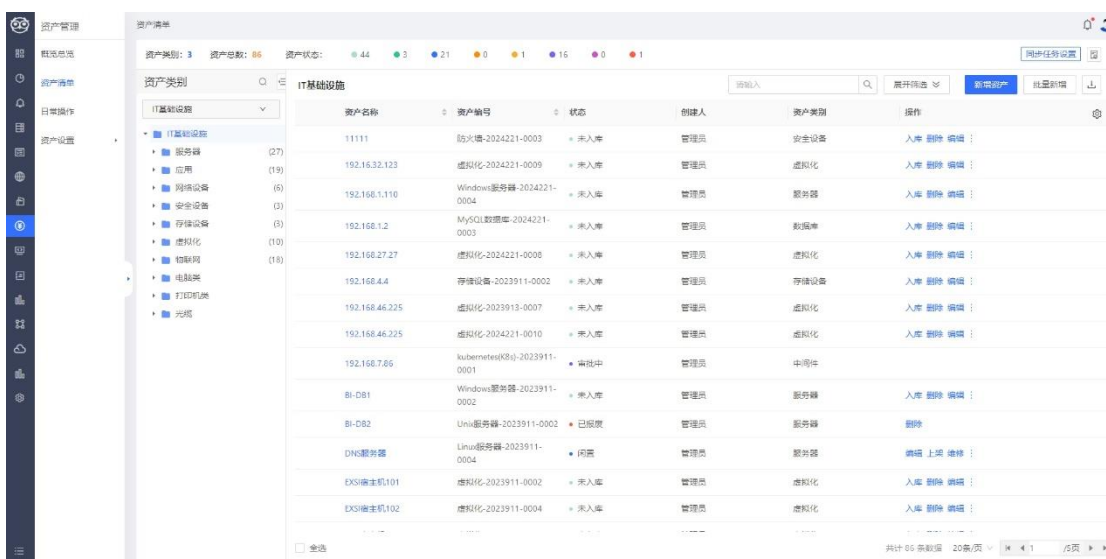 资产管理
资产清单
概览总览
资产清单
日常操作
资产设置
资产类别: 3 资产总数: 86 资产状态: 44 3 21 0 1 16 0 1
同步任务设置
资产类别
IT基础设施
请输入
展开筛选
新增资产
批量新增
IT基础设施
IT基础设施
服务器 (27)
应用 (19)
网络设备 (6)
安全设备 (3)
存储设备 (3)
虚拟化 (10)
物联网 (18)
电脑类
打印机类
光缆
资产名称 资产编号 状态 创建人 资产类别 操作
11111 防火墙-2024221-0003 未入库 管理员 安全设备 入库 删除 编辑
192.16.32.123 虚拟化-2024221-0009 未入库 管理员 虚拟化 入库 删除 编辑
192.168.1.110 Windows服务器-2024221-0004 未入库 管理员 服务器 入库 删除 编辑
192.168.1.2 MySQL数据库-2024221-0003 未入库 管理员 数据库 入库 删除 编辑
192.168.27.27 虚拟化-2024221-0008 未入库 管理员 虚拟化 入库 删除 编辑
192.168.4.4 存储设备-2023911-0002 未入库 管理员 存储设备 入库 删除 编辑
192.168.46.225 虚拟化-2023913-0007 未入库 管理员 虚拟化 入库 删除 编辑
192.168.46.225 虚拟化-2024221-0010 未入库 管理员 虚拟化 入库 删除 编辑
192.168.7.86 kubernetes(K8s)-2023911-0001 审批中 管理员 中间件
BI-DB1 Windows服务器-2023911-0002 未入库 管理员 服务器 入库 删除 编辑
BI-DB2 Unix服务器-2023911-0002 已报废 管理员 服务器 删除
DNS服务器 Linux服务器-2023911-0004 闲置 管理员 服务器 编辑 上架 维修
EXSI宿主机101 虚拟化-2023911-0002 未入库 管理员 虚拟化 入库 删除 编辑
EXSI宿主机102 虚拟化-2023911-0004 未入库 管理员 虚拟化 入库 删除 编辑
全选
共计 86 条数据 20条/页 1 /5页